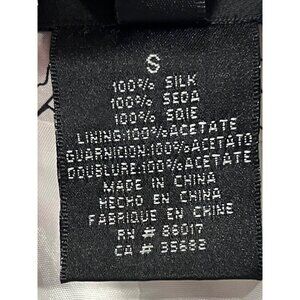 S
100% SILK
100% SEDA
100% SOIE
LINING:100% ACETATE
GUARNICION:100% ACETATO
DOUBLURE:100% ACETATE
MADE IN CHINA
HECHO EN CHINA
FABRIQUE EN CHINE
RN # 86017
CA # 35683